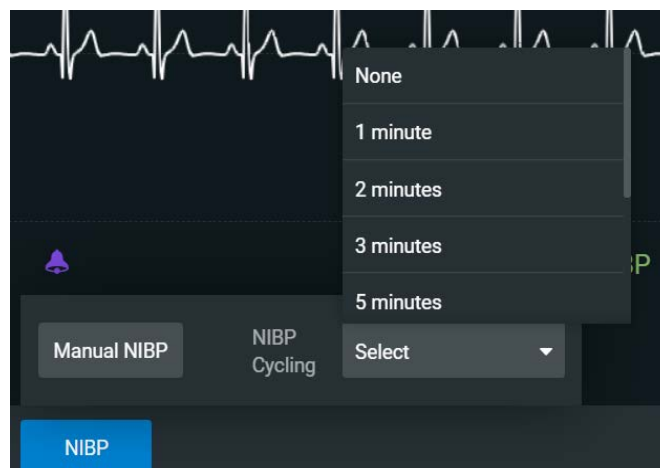 None
1 minute
2 minutes
3 minutes
5 minutes
Manual NIBP
NIBP
Cycling
Select
NIBP